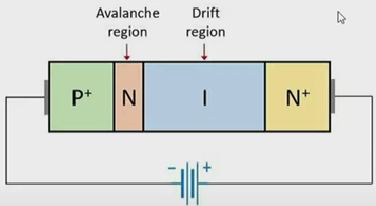 Avalanche region
Drift region
P+ N I N+
- +